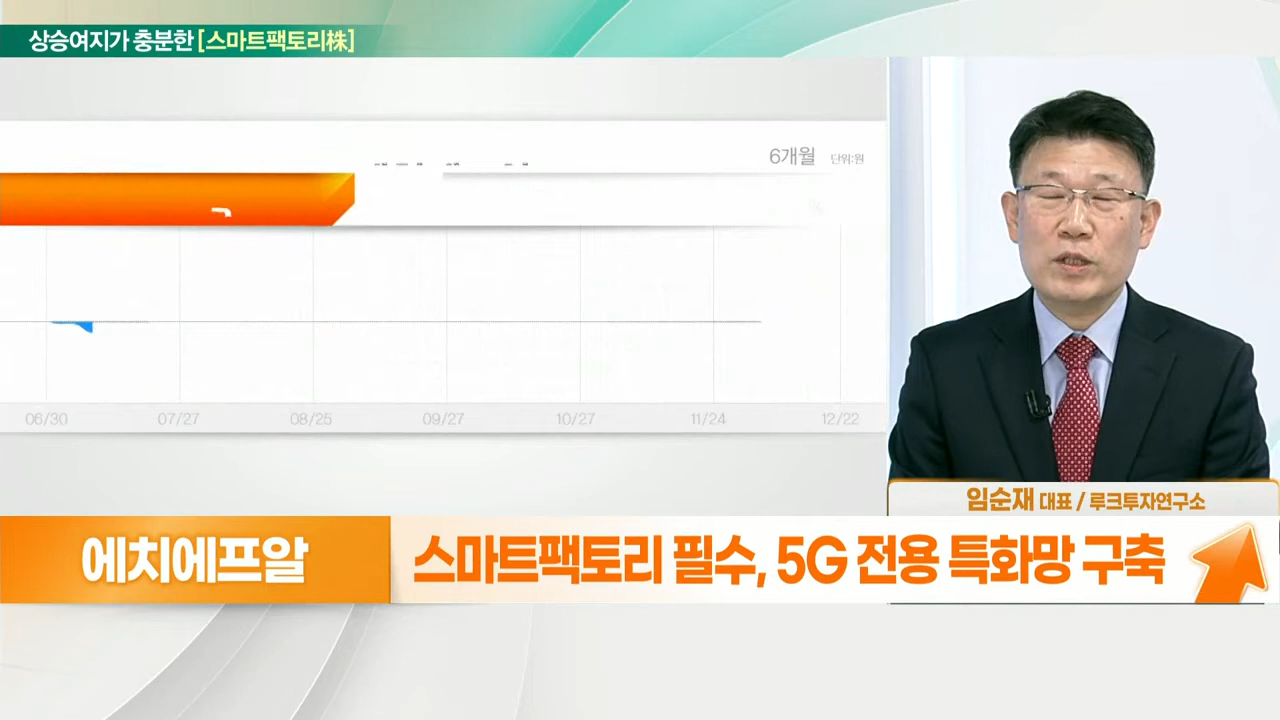 상승여지가 충분한 [스마트팩토리株]
6개월 단위:원
06/30 07/27 08/25 09/27 10/27 11/24 12/22
임순재 대표 / 루크투자연구소
에치에프알
스마트팩토리 필수, 5G 전용 특화망 구축